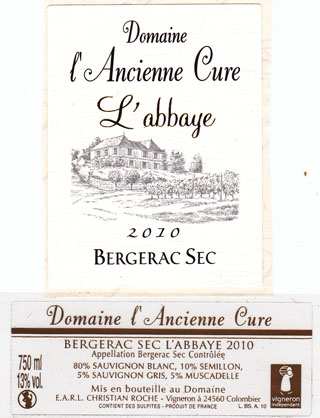 Domaine
l'Ancienne Cure
L'abbaye
2010
BERGERAC SEC
Domaine l'Ancienne Cure
BERGERAC SEC L'ABBAYE 2010
Appellation Bergerac Sec Contrôlée
750 ml
13% vol.
80% SAUVIGNON BLANC, 10% SEMILLON,
5% SAUVIGNON GRIS, 5% MUSCADELLE
Mis en bouteille au Domaine
E.A.R.L. CHRISTIAN ROCHE - Vigneron à 24560 Colombier
CONTIENT DES SULFITES - PRODUIT DE FRANCE
vigneron
indépendant
L. BS. A.